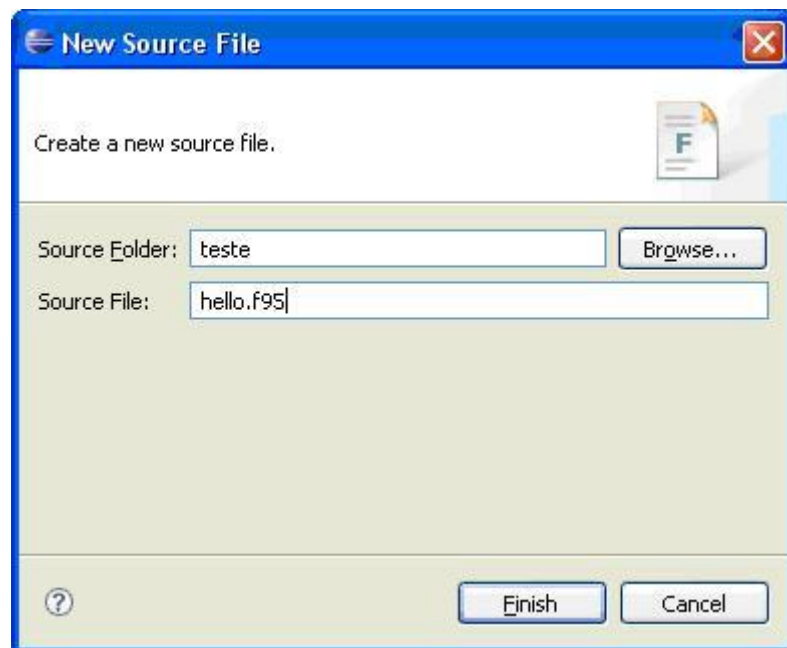 New Source File
Create a new source file.
F
Source Folder: teste Browse...
Source File: hello.f95
? Finish Cancel